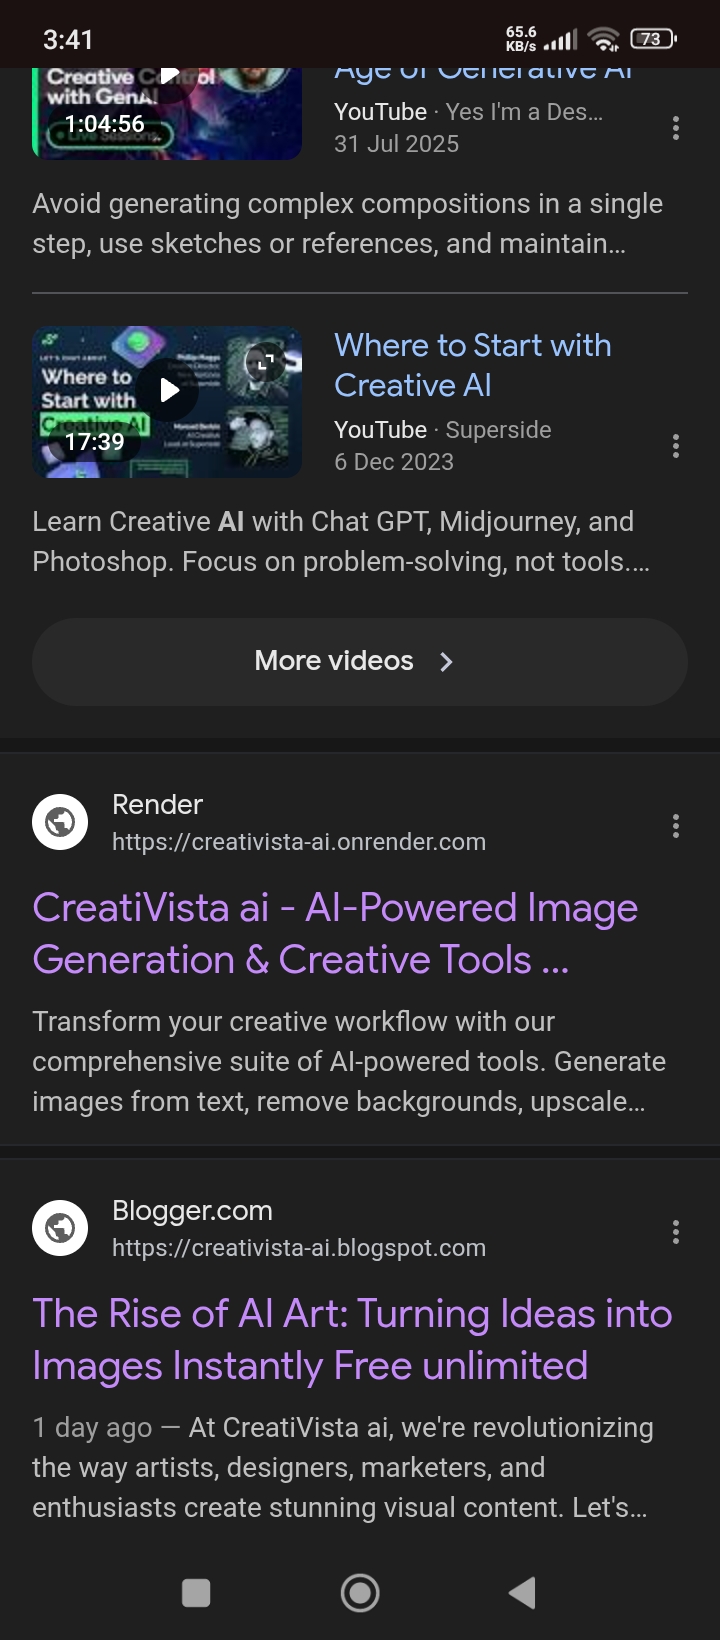 3:41
65.6
KB/s
73
Creative Control
with GenAI.
1:04:56
Live Session
Age of Generative AI
YouTube · Yes I'm a Des...
31 Jul 2025
Avoid generating complex compositions in a single
step, use sketches or references, and maintain...
LET'S CHAT ABOUT
Where to
Start with
Creative AI
17:39
Where to Start with
Creative AI
YouTube · Superside
6 Dec 2023
Learn Creative AI with Chat GPT, Midjourney, and
Photoshop. Focus on problem-solving, not tools....
More videos
Render
https://creativista-ai.onrender.com
CreatiVista ai - AI-Powered Image
Generation & Creative Tools ...
Transform your creative workflow with our
comprehensive suite of AI-powered tools. Generate
images from text, remove backgrounds, upscale...
Blogger.com
https://creativista-ai.blogspot.com
The Rise of AI Art: Turning Ideas into
Images Instantly Free unlimited
1 day ago — At CreatiVista ai, we're revolutionizing
the way artists, designers, marketers, and
enthusiasts create stunning visual content. Let's...